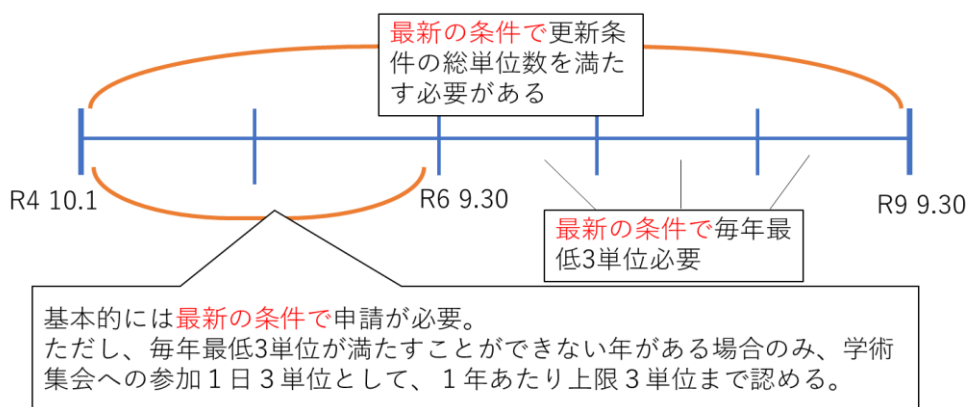 最新の条件で更新条
件の総単位数を満た
す必要がある
R4 10.1
R6 9.30
R9 9.30
最新の条件で毎年最
低3単位必要
基本的には最新の条件で申請が必要。
ただし、毎年最低3単位が満たすことができない年がある場合のみ、学術
集会への参加１日３単位として、１年あたり上限３単位まで認める。